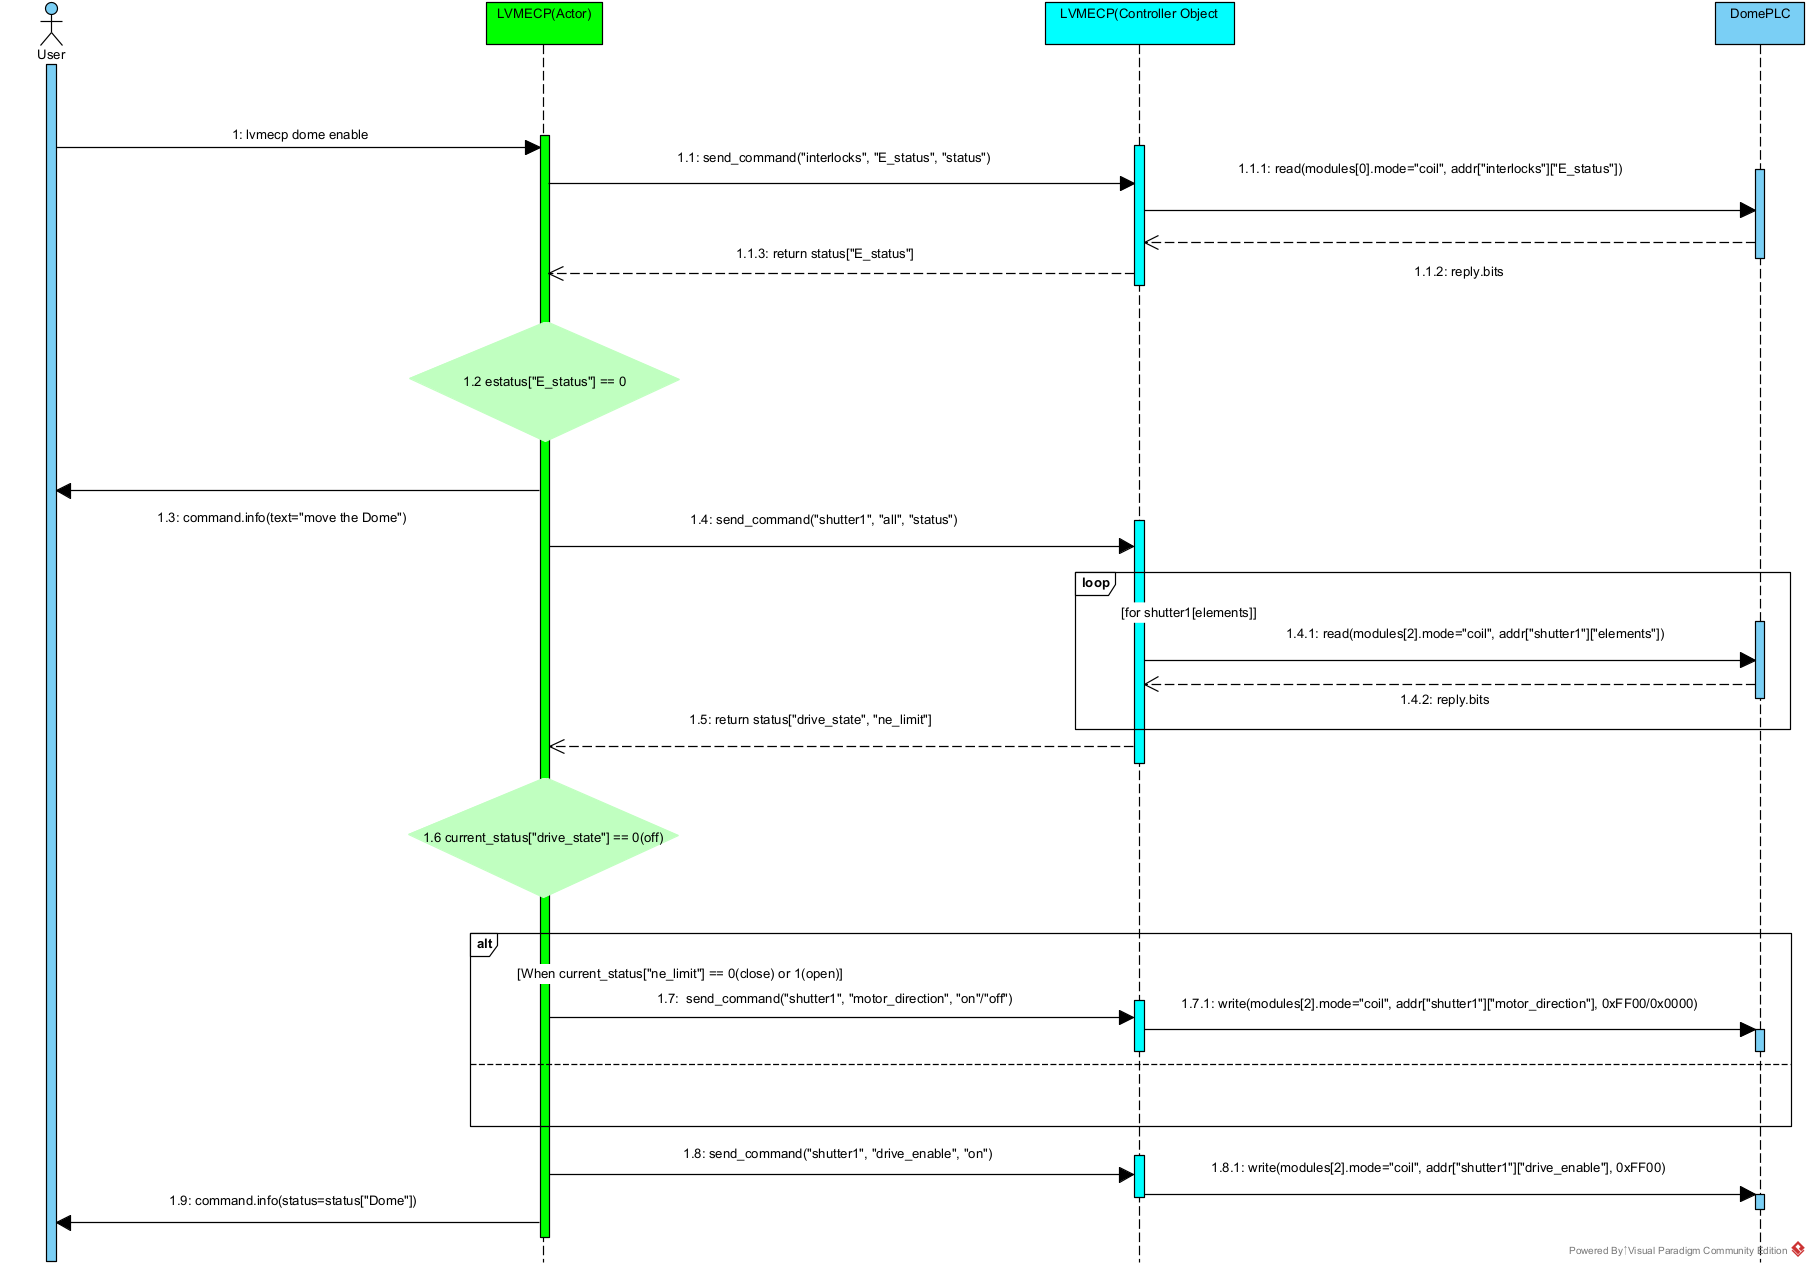 LVMECP(Actor)
LVMECP(Controller Object
DomePLC
User
1: lvmecp dome enable
1.1: send_command("interlocks", "E_status", "status")
1.1.1: read(modules[0].mode="coil", addr["interlocks"]["E_status"])
1.1.3: return status["E_status"]
1.1.2: reply.bits
1.2 estatus["E_status"] == 0
1.3: command.info(text="move the Dome")
1.4: send_command("shutter1", "all", "status")
loop
[for shutter1[elements]]
1.4.1: read(modules[2].mode="coil", addr["shutter1"]["elements"])
1.4.2: reply.bits
1.5: return status["drive_state", "ne_limit"]
1.6 current_status["drive_state"] == 0(off)
alt
[When current_status["ne_limit"] == 0(close) or 1(open)]
1.7:  send_command("shutter1", "motor_direction", "on"/"off")
1.7.1: write(modules[2].mode="coil", addr["shutter1"]["motor_direction"], 0xFF00/0x0000)
1.8: send_command("shutter1", "drive_enable", "on")
1.8.1: write(modules[2].mode="coil", addr["shutter1"]["drive_enable"], 0xFF00)
1.9: command.info(status=status["Dome"])
Powered By Visual Paradigm Community Edition